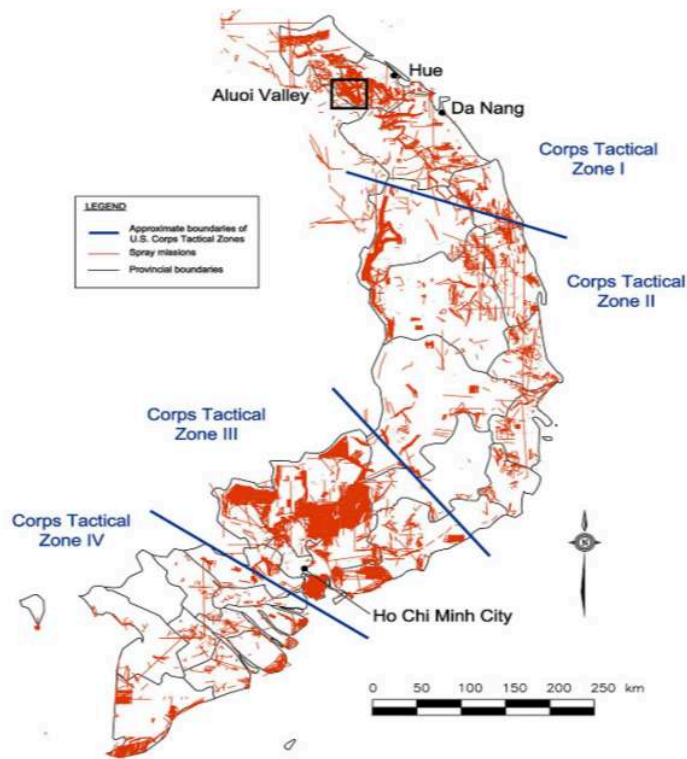 Hue
Aluoi Valley
Da Nang
Corps Tactical
Zone I
LEGEND
Approximate boundaries of
U.S. Corps Tactical Zones
Spray missions
Provincial boundaries
Corps Tactical
Zone II
Corps Tactical
Zone III
Corps Tactical
Zone IV
N
Ho Chi Minh City
0 50 100 150 200 250 km